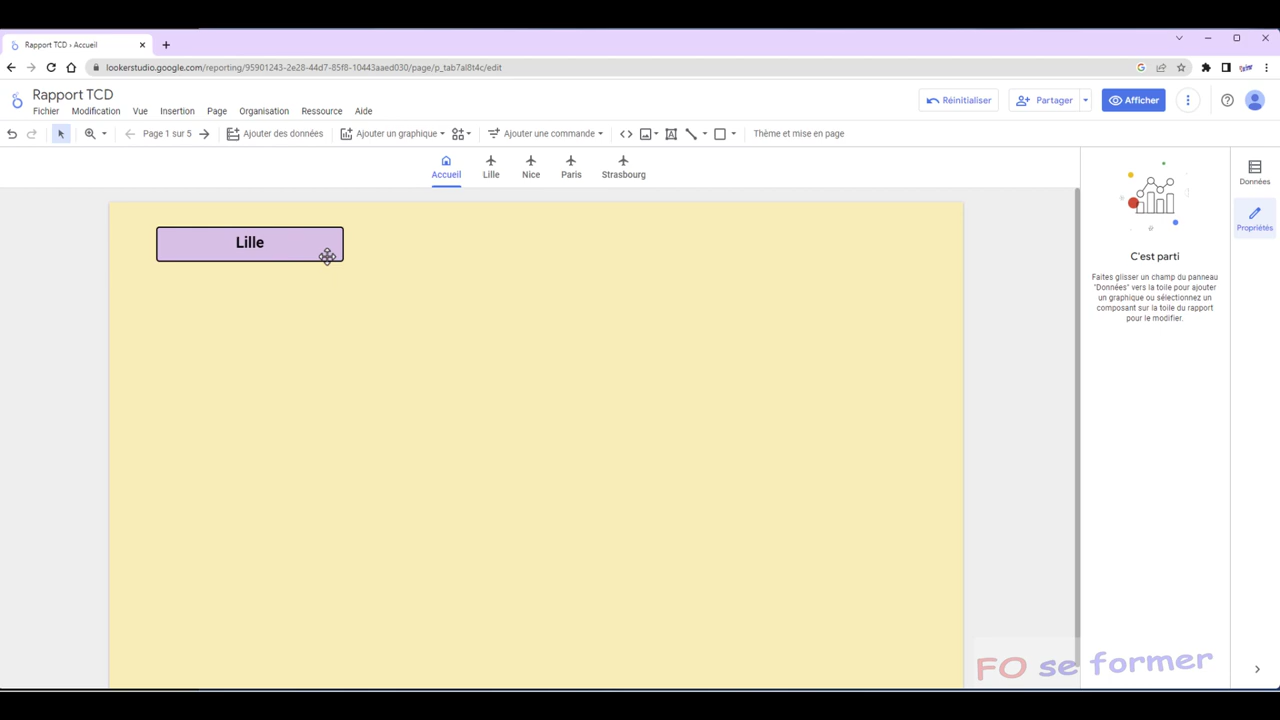 Rapport TCD › Accueil
lookerstudio.google.com/reporting/95901243-2e28-44d7-85f8-10443aaed030/page/p_tab7al8t4c/edit
Rapport TCD
Fichier Modification Vue Insertion Page Organisation Ressource Aide
Réinitialiser Partager Afficher
Page 1 sur 5 Ajouter des données Ajouter un graphique Ajouter une commande Thème et mise en page
Accueil Lille Nice Paris Strasbourg
Données
Propriétés
Lille
C'est parti
Faites glisser un champ du panneau
"Données" vers la toile pour ajouter
un graphique ou sélectionnez un
composant sur la toile du rapport
pour le modifier.
FO se former